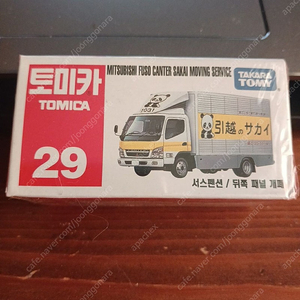 토미카
TOMICA
29
MITSUBISHI FUSO CANTER SAKAI MOVING SERVICE
TAKARA TOMY
引越のサカイ
서스펜션 / 뒤쪽 패널 개폐